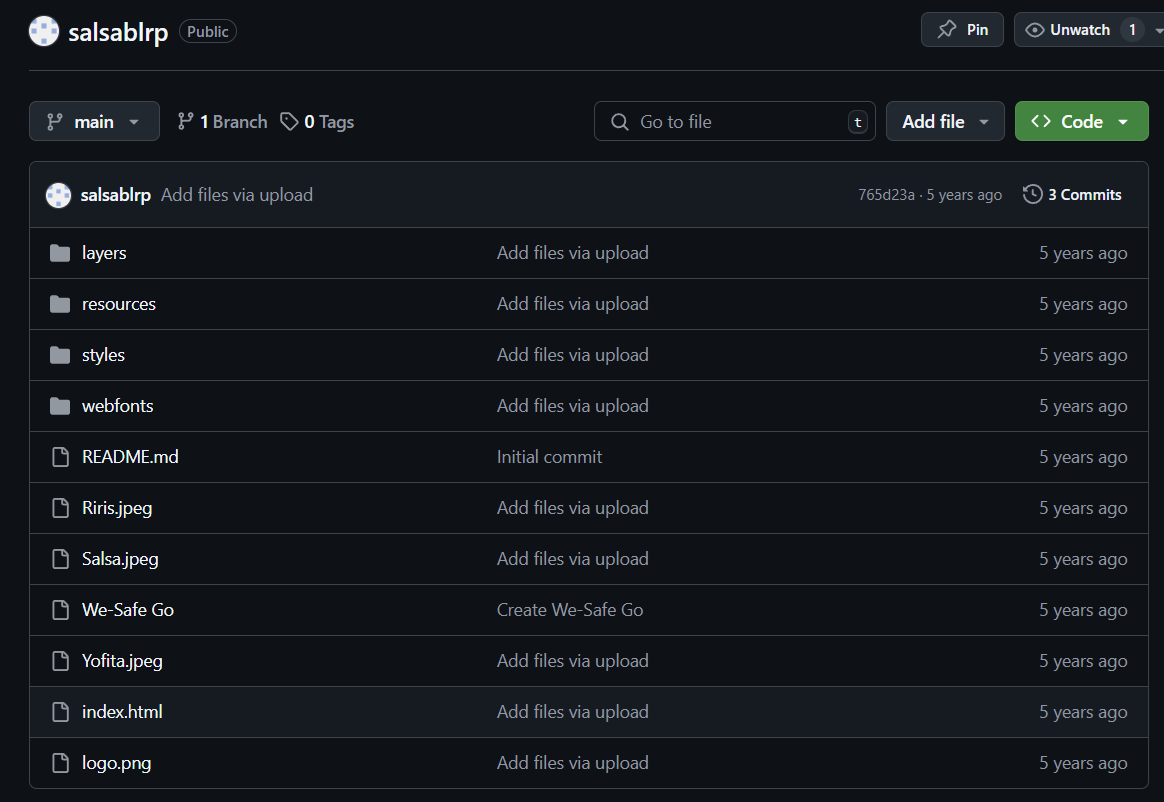 salsablrp Public Pin Unwatch 1
main 1 Branch 0 Tags Go to file t Add file Code
salsablrp Add files via upload 765d23a · 5 years ago 3 Commits
layers Add files via upload 5 years ago
resources Add files via upload 5 years ago
styles Add files via upload 5 years ago
webfonts Add files via upload 5 years ago
README.md Initial commit 5 years ago
Riris.jpeg Add files via upload 5 years ago
Salsa.jpeg Add files via upload 5 years ago
We-Safe Go Create We-Safe Go 5 years ago
Yofita.jpeg Add files via upload 5 years ago
index.html Add files via upload 5 years ago
logo.png Add files via upload 5 years ago